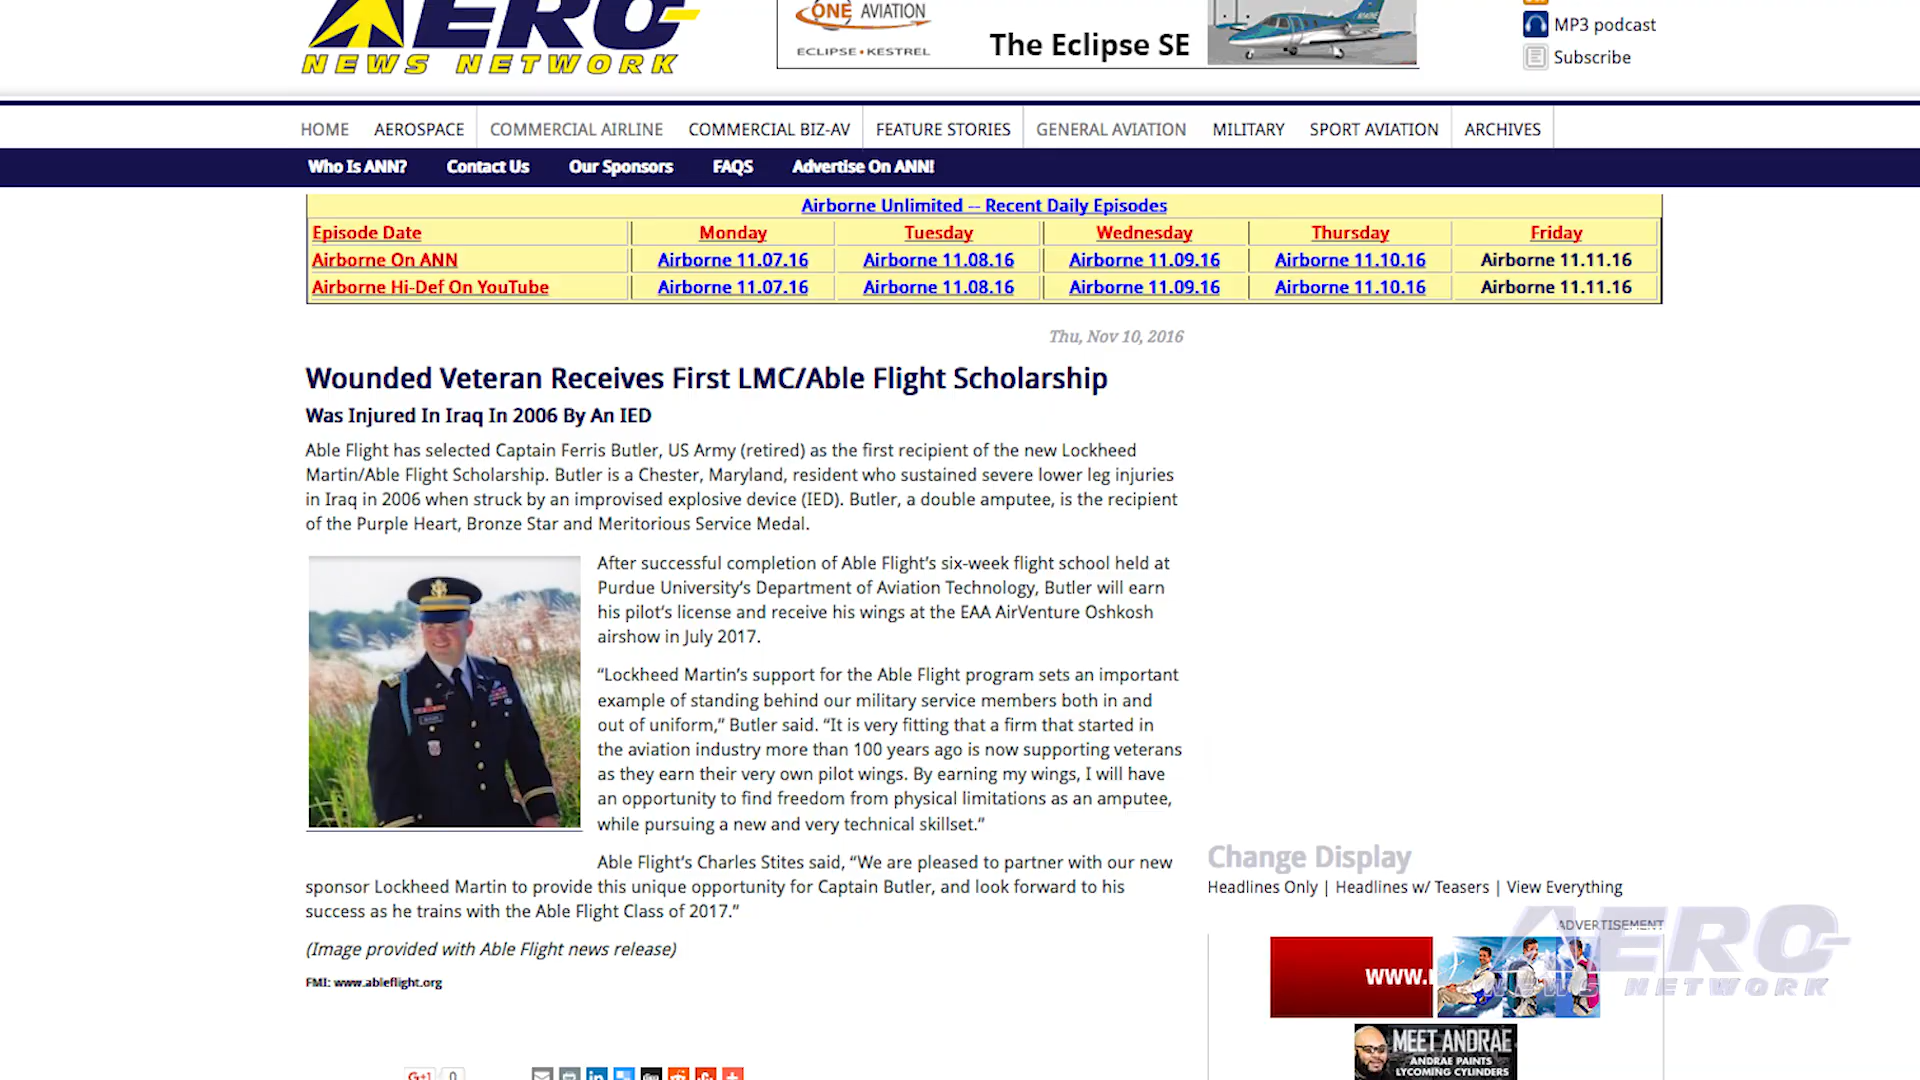 AERO-
NEWS NETWORK
ONE AVIATION
ECLIPSE • KESTREL
The Eclipse SE
MP3 podcast
Subscribe
HOME AEROSPACE COMMERCIAL AIRLINE COMMERCIAL BIZ-AV FEATURE STORIES GENERAL AVIATION MILITARY SPORT AVIATION ARCHIVES
Who Is ANN? Contact Us Our Sponsors FAQS Advertise On ANN!
Airborne Unlimited -- Recent Daily Episodes
Episode Date Monday Tuesday Wednesday Thursday Friday
Airborne On ANN Airborne 11.07.16 Airborne 11.08.16 Airborne 11.09.16 Airborne 11.10.16 Airborne 11.11.16
Airborne Hi-Def On YouTube Airborne 11.07.16 Airborne 11.08.16 Airborne 11.09.16 Airborne 11.10.16 Airborne 11.11.16
Thu, Nov 10, 2016
Wounded Veteran Receives First LMC/Able Flight Scholarship
Was Injured In Iraq In 2006 By An IED
Able Flight has selected Captain Ferris Butler, US Army (retired) as the first recipient of the new Lockheed
Martin/Able Flight Scholarship. Butler is a Chester, Maryland, resident who sustained severe lower leg injuries
in Iraq in 2006 when struck by an improvised explosive device (IED). Butler, a double amputee, is the recipient
of the Purple Heart, Bronze Star and Meritorious Service Medal.
After successful completion of Able Flight’s six-week flight school held at
Purdue University’s Department of Aviation Technology, Butler will earn
his pilot’s license and receive his wings at the EAA AirVenture Oshkosh
airshow in July 2017.
“Lockheed Martin’s support for the Able Flight program sets an important
example of standing behind our military service members both in and
out of uniform,” Butler said. “It is very fitting that a firm that started in
the aviation industry more than 100 years ago is now supporting veterans
as they earn their very own pilot wings. By earning my wings, I will have
an opportunity to find freedom from physical limitations as an amputee,
while pursuing a new and very technical skillset.”
Able Flight’s Charles Stites said, “We are pleased to partner with our new
sponsor Lockheed Martin to provide this unique opportunity for Captain Butler, and look forward to his
success as he trains with the Able Flight Class of 2017.”
(Image provided with Able Flight news release)
FMI: www.ableflight.org
G+1 0
Change Display
Headlines Only | Headlines w/ Teasers | View Everything
ADVERTISEMENT
www.
AERO-
NEWS NETWORK
MEET ANDRAE
ANDRAE PAINTS
LYCOMING CYLINDERS